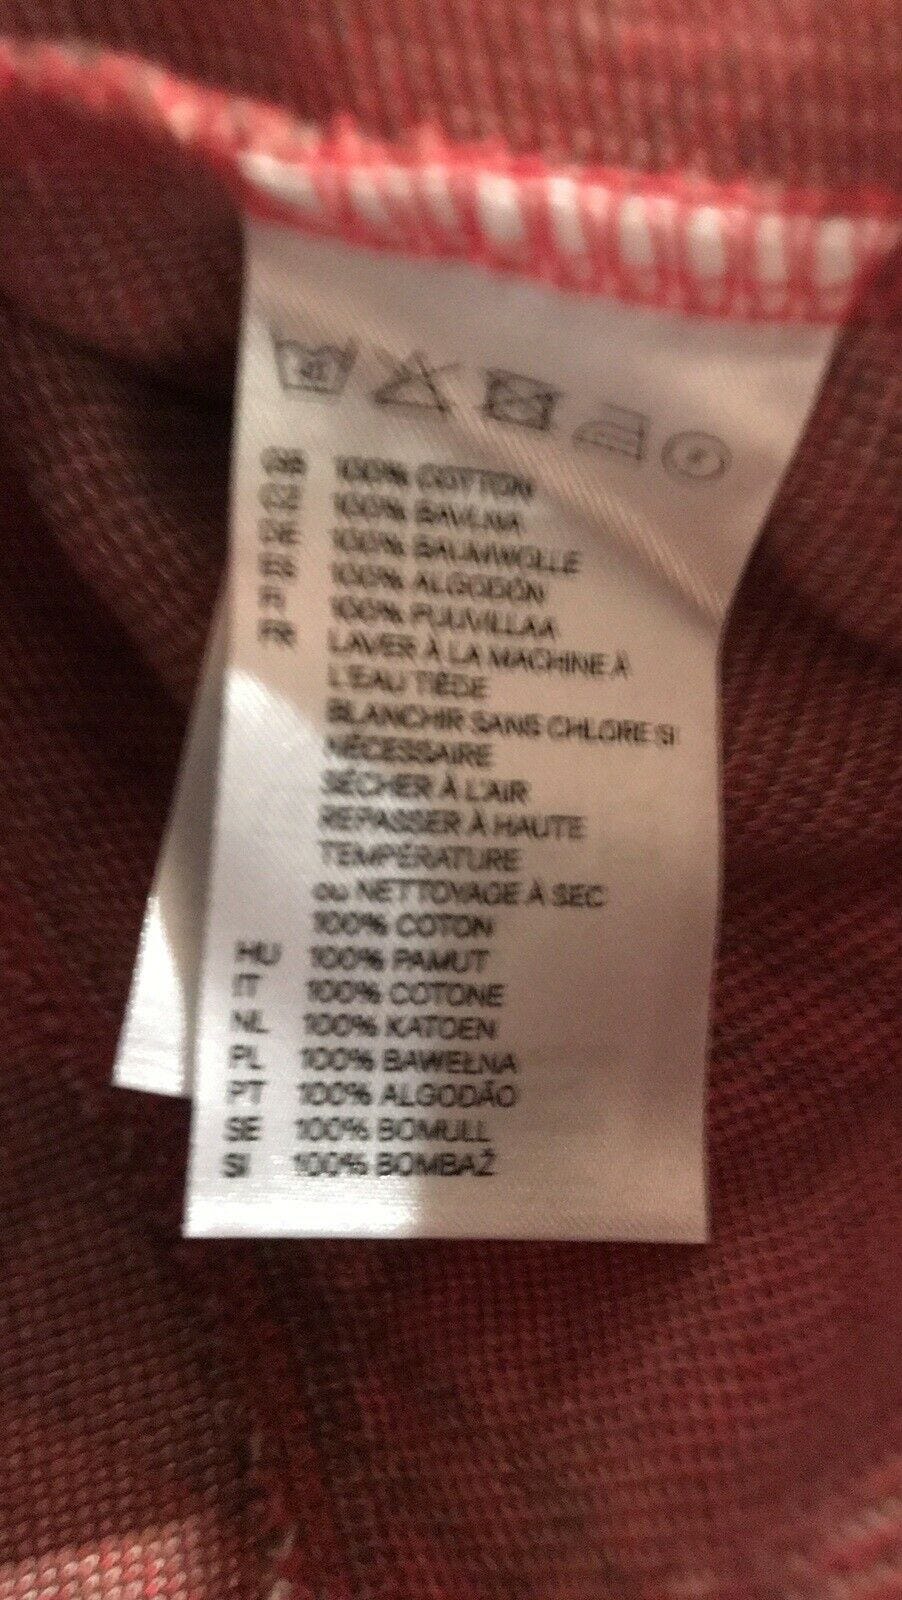 40
GB 100% COTTON
CZ 100% BAVLNA
DE 100% BAUMWOLLE
ES 100% ALGODÓN
FI 100% PUUVILLAA
FR LAVER À LA MACHINE À
L'EAU TIÈDE
BLANCHIR SANS CHLORE SI
NÉCESSAIRE
SÉCHER À L'AIR
REPASSER À HAUTE
TEMPÉRATURE
ou NETTOYAGE À SEC
100% COTON
HU 100% PAMUT
IT 100% COTONE
NL 100% KATOEN
PL 100% BAWEŁNA
PT 100% ALGODÃO
SE 100% BOMULL
SI 100% BOMBAŽ